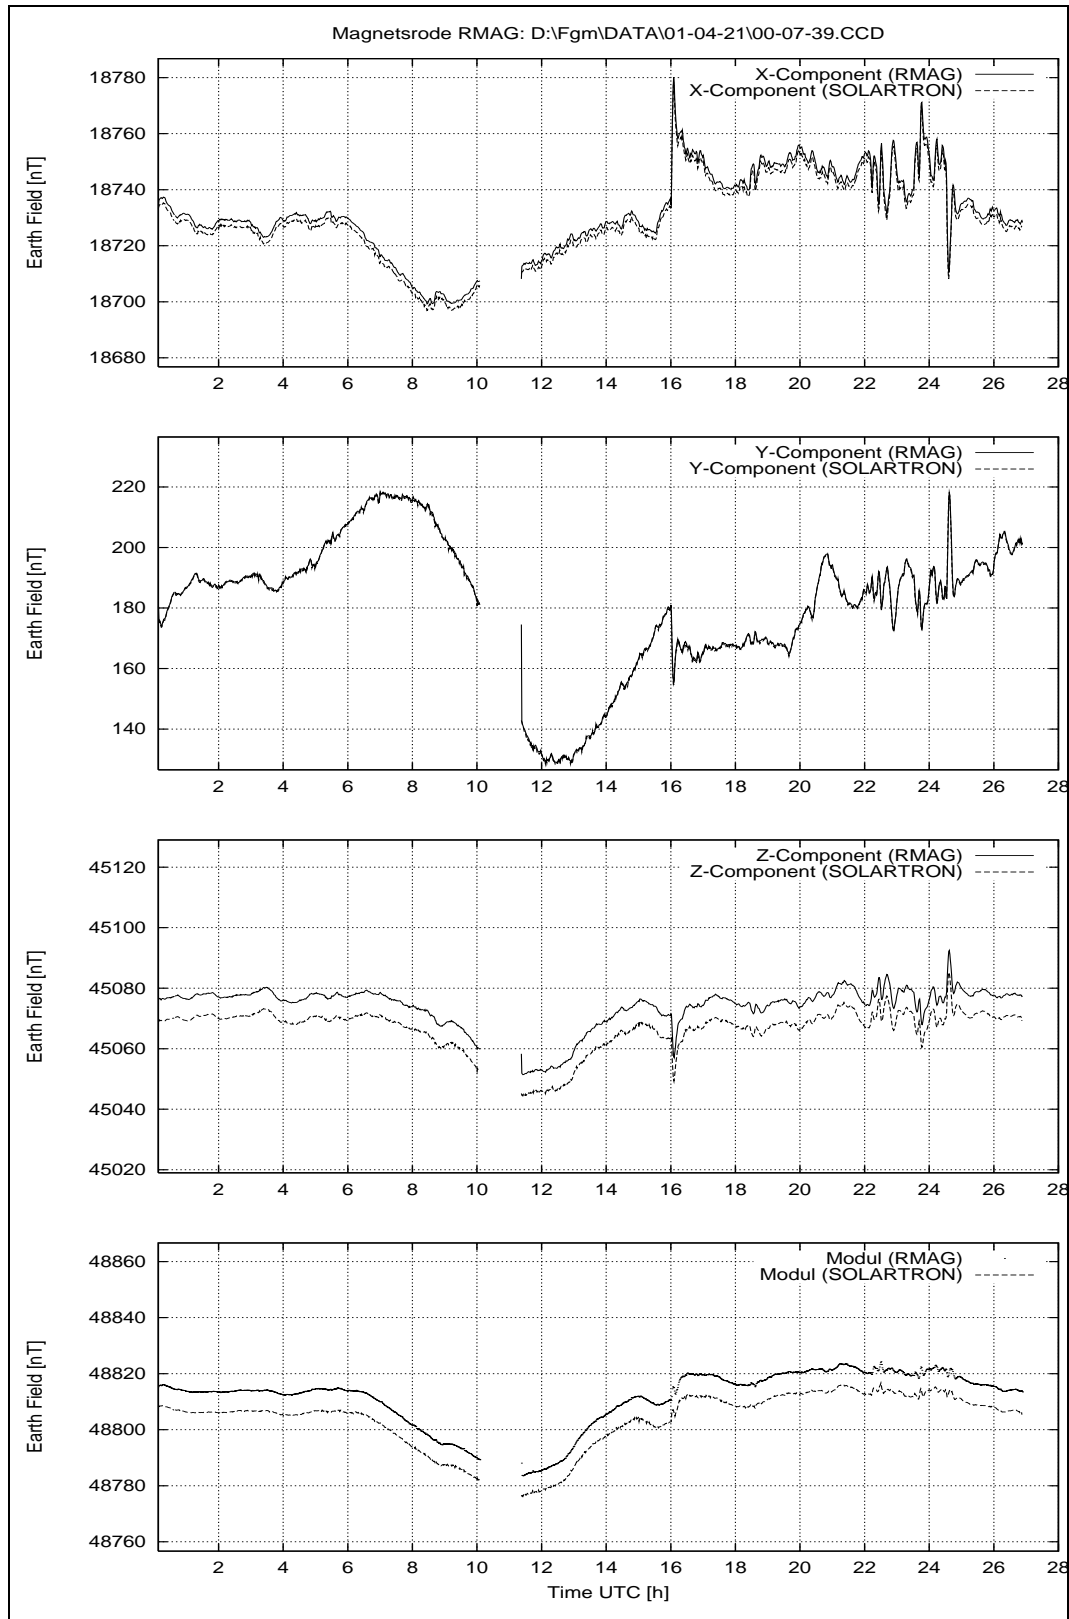 Magnetsrode RMAG: D:\Fgm\DATA\01-04-21\00-07-39.CCD
X-Component (RMAG)
X-Component (SOLARTRON)
Earth Field [nT]
18780
18760
18740
18720
18700
18680
2 4 6 8 10 12 14 16 18 20 22 24 26 28
Y-Component (RMAG)
Y-Component (SOLARTRON)
Earth Field [nT]
220
200
180
160
140
2 4 6 8 10 12 14 16 18 20 22 24 26 28
Z-Component (RMAG)
Z-Component (SOLARTRON)
Earth Field [nT]
45120
45100
45080
45060
45040
45020
2 4 6 8 10 12 14 16 18 20 22 24 26 28
Modul (RMAG)
Modul (SOLARTRON)
Earth Field [nT]
48860
48840
48820
48800
48780
48760
2 4 6 8 10 12 14 16 18 20 22 24 26 28
Time UTC [h]